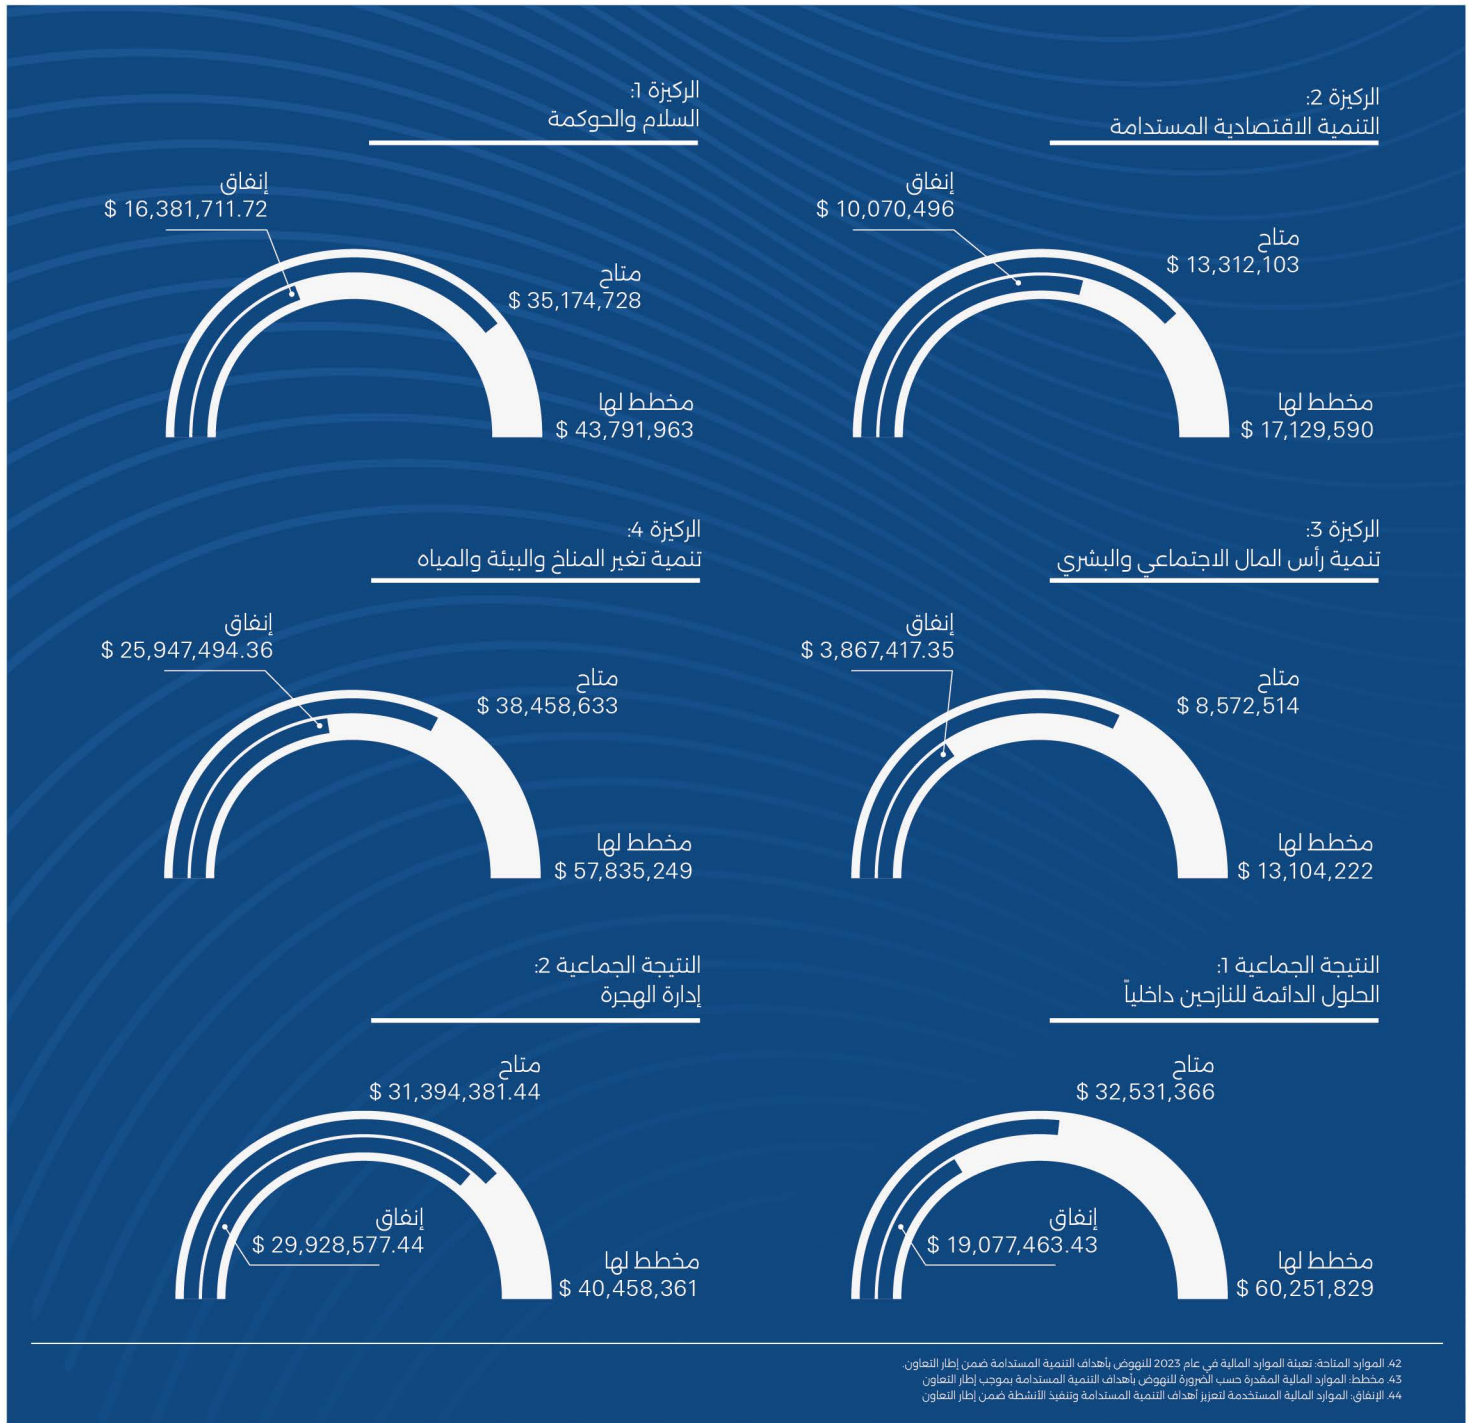 الركيزة 1:
السلام والحوكمة
إنفاق
$ 16,381,711.72
متاح
$ 35,174,728
مخطط لها
$ 43,791,963
الركيزة 2:
التنمية الاقتصادية المستدامة
إنفاق
$ 10,070,496
متاح
$ 13,312,103
مخطط لها
$ 17,129,590
الركيزة 3:
تنمية رأس المال الاجتماعي والبشري
إنفاق
$ 3,867,417.35
متاح
$ 8,572,514
مخطط لها
$ 13,104,222
الركيزة 4:
تنمية تغير المناخ والبيئة والمياه
إنفاق
$ 25,947,494.36
متاح
$ 38,458,633
مخطط لها
$ 57,835,249
النتيجة الجماعية 1:
الحلول الدائمة للنازحين داخلياً
متاح
$ 32,531,366
إنفاق
$ 19,077,463.43
مخطط لها
$ 60,251,829
النتيجة الجماعية 2:
إدارة الهجرة
متاح
$ 31,394,381.44
إنفاق
$ 29,928,577.44
مخطط لها
$ 40,458,361
42. الموارد المتاحة: تعبئة الموارد المالية في عام 2023 للنهوض بأهداف التنمية المستدامة ضمن إطار التعاون.
43. مخطط: الموارد المالية المقدرة حسب الضرورة للنهوض بأهداف التنمية المستدامة بموجب إطار التعاون
44. الإنفاق: الموارد المالية المستخدمة لتعزيز أهداف التنمية المستدامة وتنفيذ الأنشطة ضمن إطار التعاون